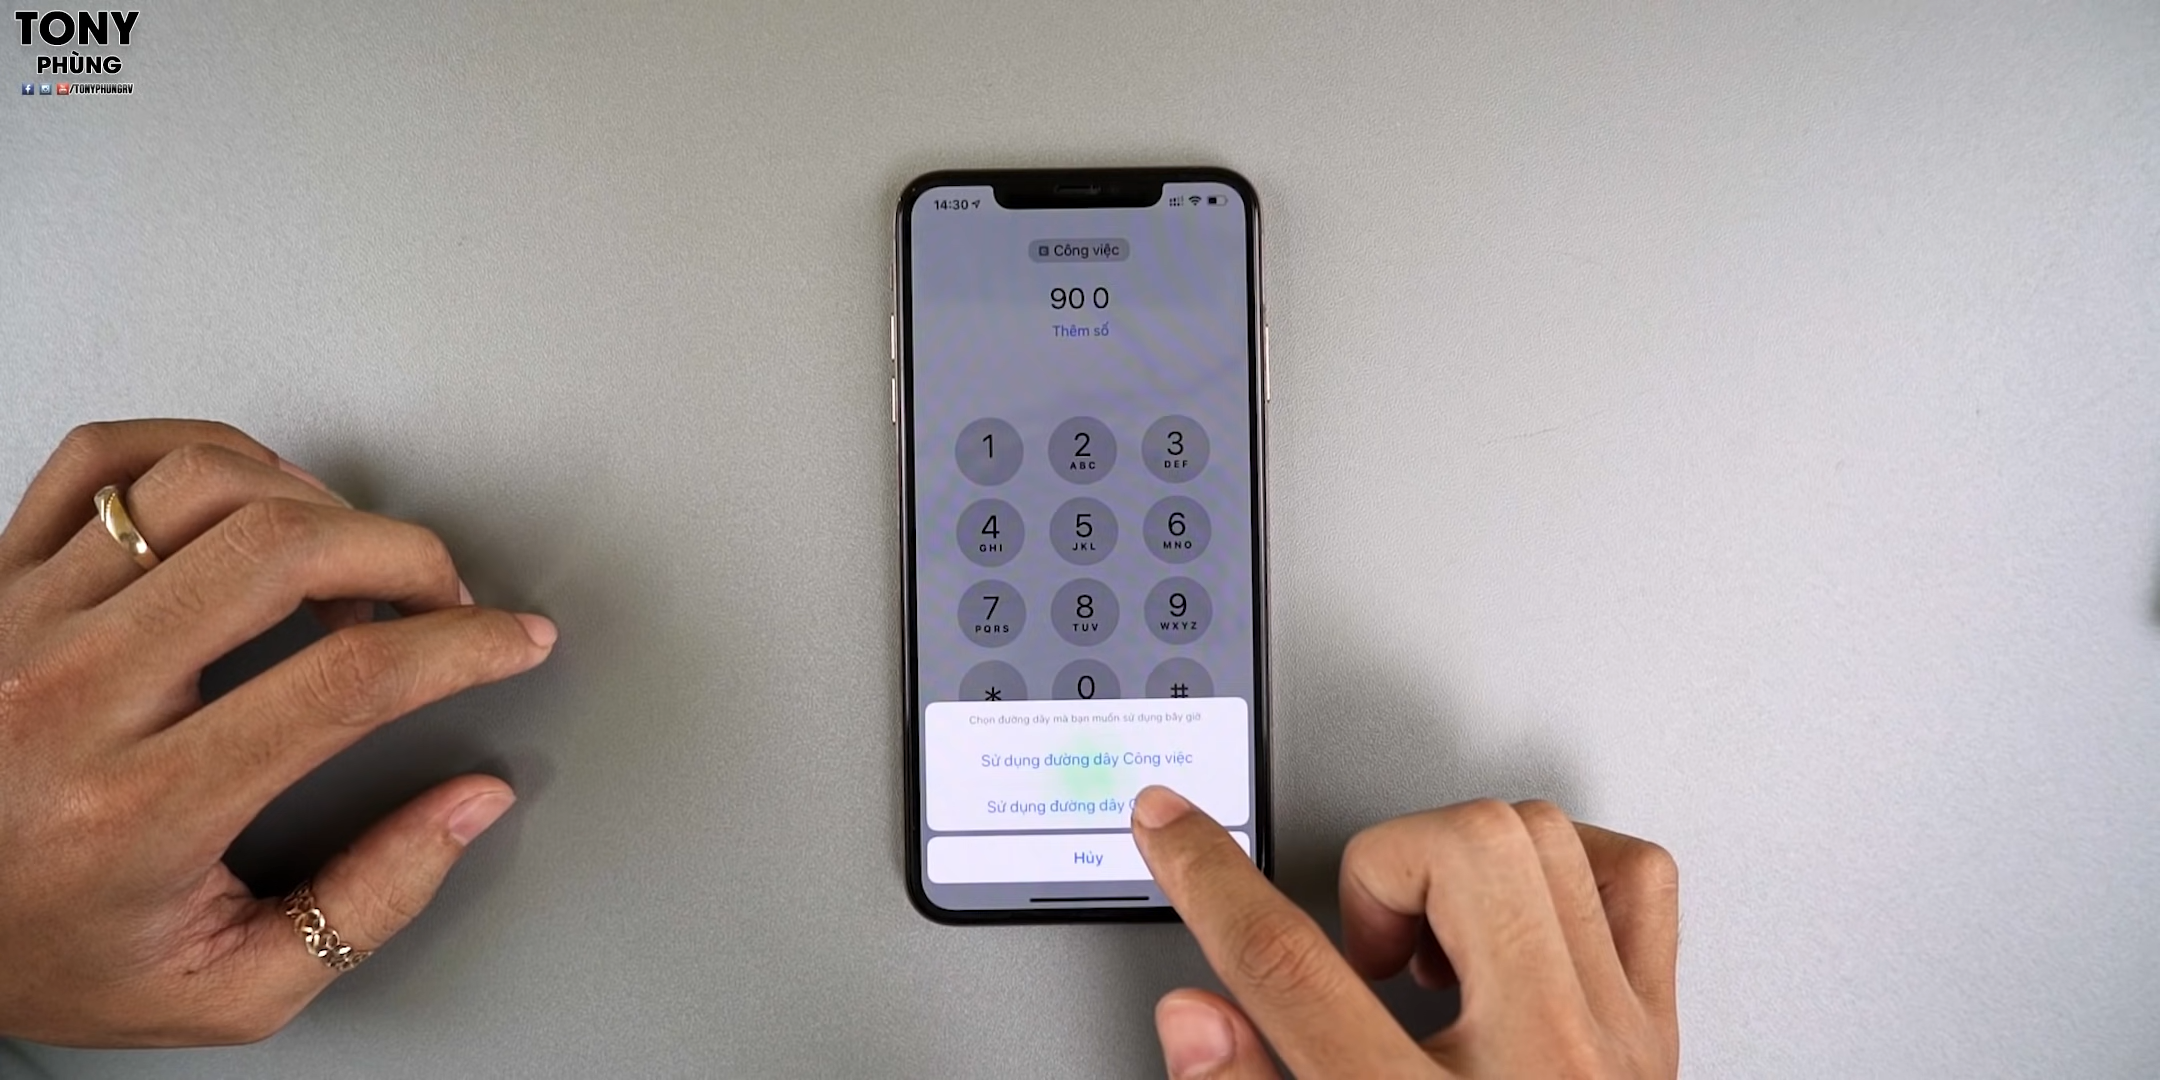 TONY
PHÙNG
/TONYPHUNGRV
14:30
Công việc
90 0
Thêm số
1
2
ABC
3
DEF
4
GHI
5
JKL
6
MNO
7
PQRS
8
TUV
9
WXYZ
*
0
#
Chọn đường dây mà bạn muốn sử dụng bây giờ
Sử dụng đường dây Công việc
Sử dụng đường dây
Hủy